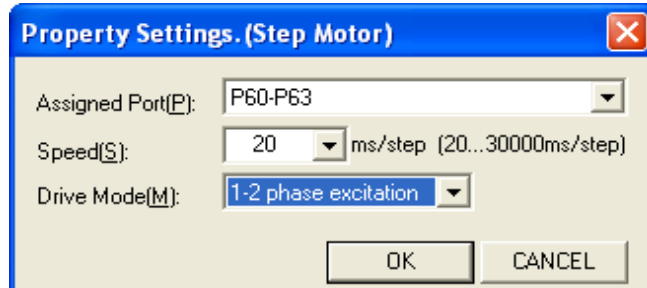 Property Settings.(Step Motor)
Assigned Port(P): P60-P63
Speed(S): 20 ms/step (20...30000ms/step)
Drive Mode(M): 1-2 phase excitation
OK CANCEL